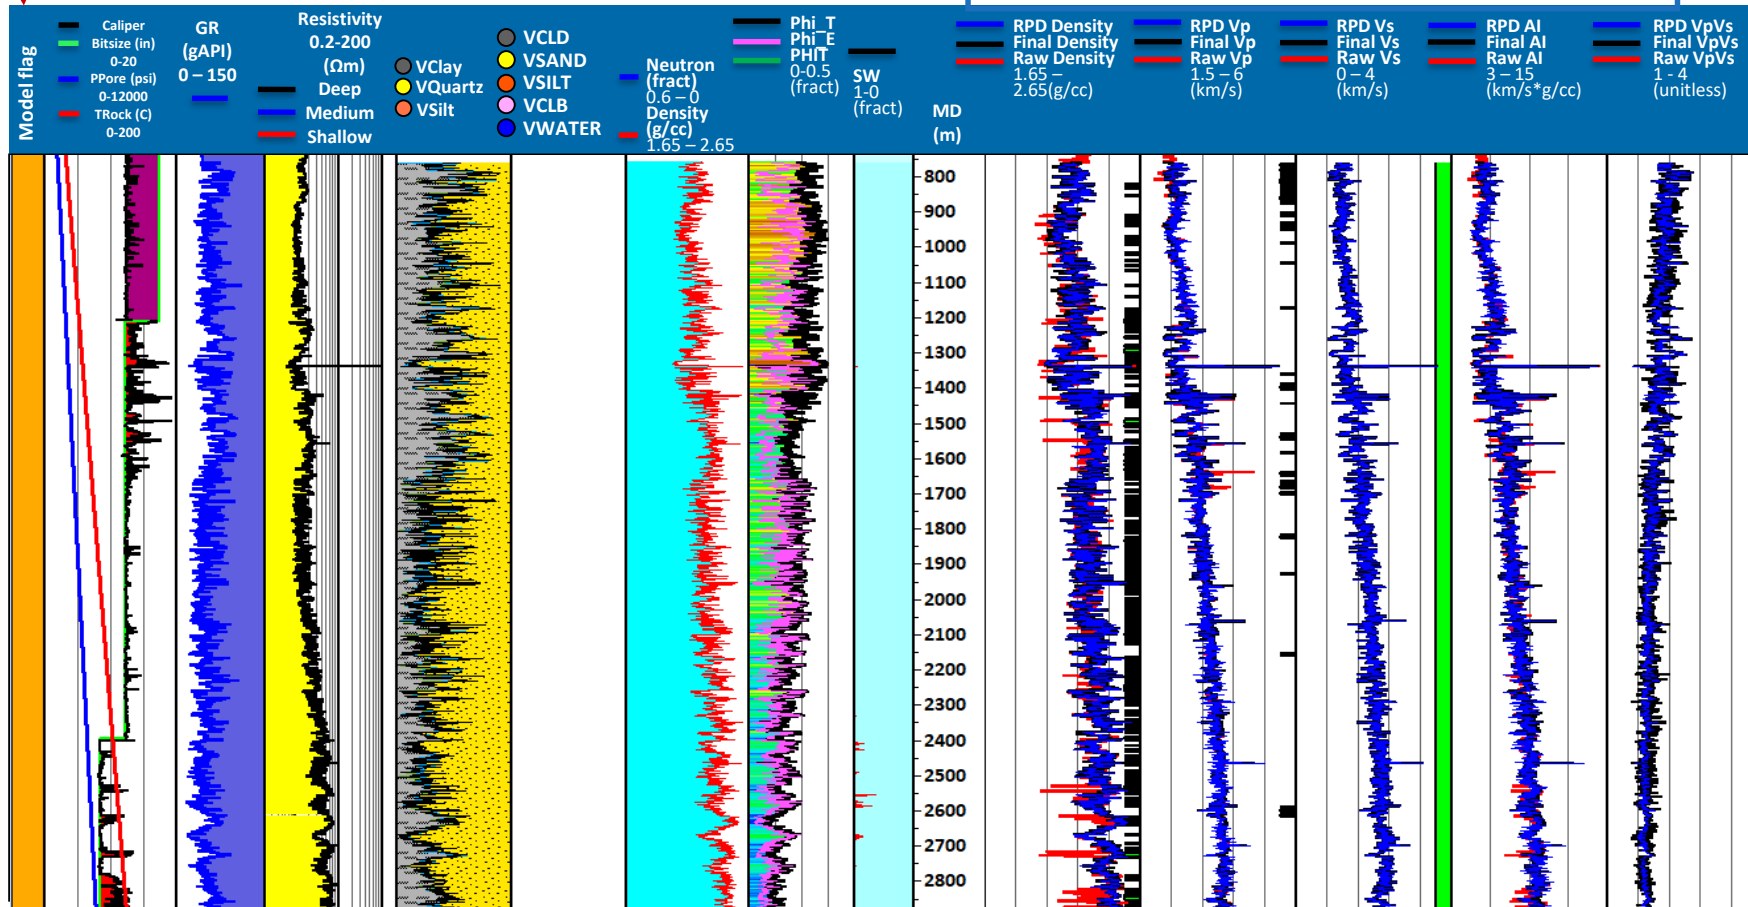 Model flag
Caliper
Bitsize (in)
0-20
PPore (psi)
0-12000
TRock (C)
0-200
GR
(gAPI)
0 – 150
Resistivity
0.2-200
(Ωm)
Deep
Medium
Shallow
VClay
VQuartz
VSilt
VCLD
VSAND
VSILT
VCLB
VWATER
Neutron
(fract)
0.6 – 0
Density
(g/cc)
1.65 – 2.65
Phi_T
Phi_E
PHIT
0-0.5
(fract)
SW
1-0
(fract)
MD
(m)
RPD Density
Final Density
Raw Density
1.65 –
2.65(g/cc)
RPD Vp
Final Vp
Raw Vp
1.5 – 6
(km/s)
RPD Vs
Final Vs
Raw Vs
0 – 4
(km/s)
RPD AI
Final AI
Raw AI
3 – 15
(km/s*g/cc)
RPD VpVs
Final VpVs
Raw VpVs
1 - 4
(unitless)
800
900
1000
1100
1200
1300
1400
1500
1600
1700
1800
1900
2000
2100
2200
2300
2400
2500
2600
2700
2800